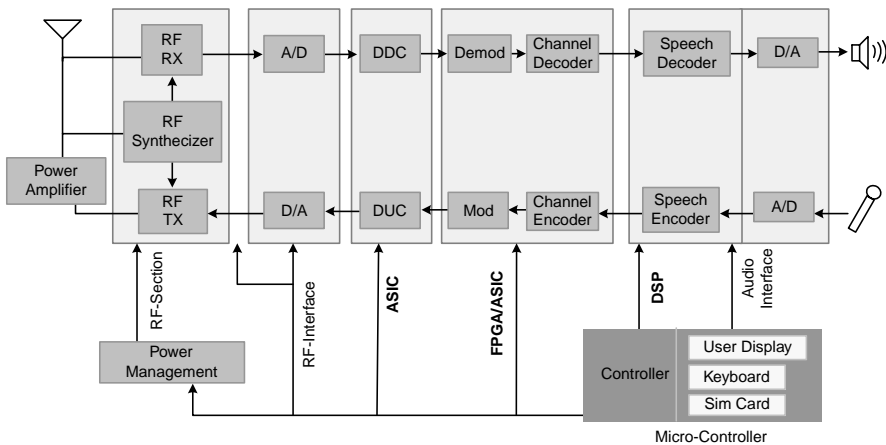 RF
RX
A/D
DDC
Demod
Channel
Decoder
Speech
Decoder
D/A
RF
Synthecizer
Power
Amplifier
RF
TX
D/A
DUC
Mod
Channel
Encoder
Speech
Encoder
A/D
RF-Section
RF-Interface
ASIC
FPGA/ASIC
DSP
Audio
Interface
Power
Management
Controller
User Display
Keyboard
Sim Card
Micro-Controller